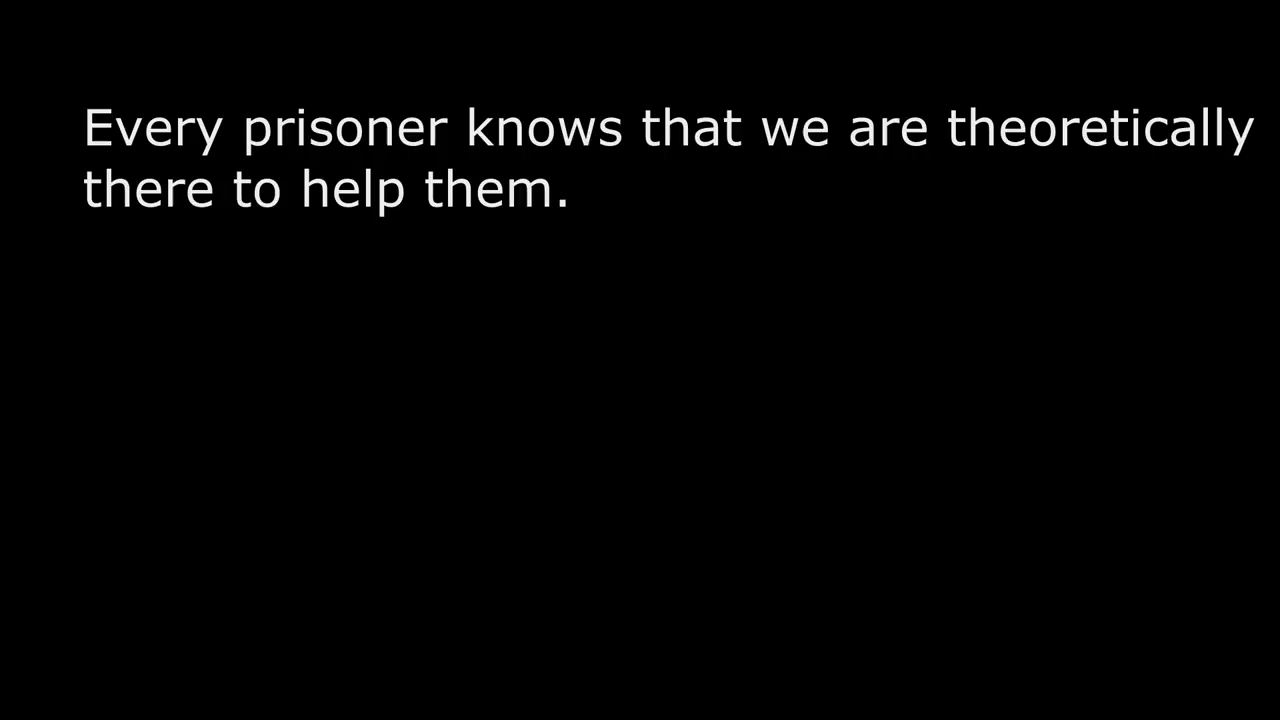 Every prisoner knows that we are theoretically
there to help them.